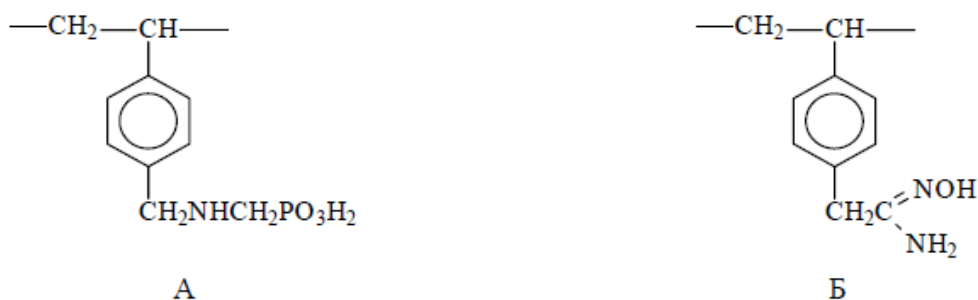 —CH₂—CH— —CH₂—CH—
CH₂NHCH₂PO₃H₂ CH₂C NOH
NH₂
А Б